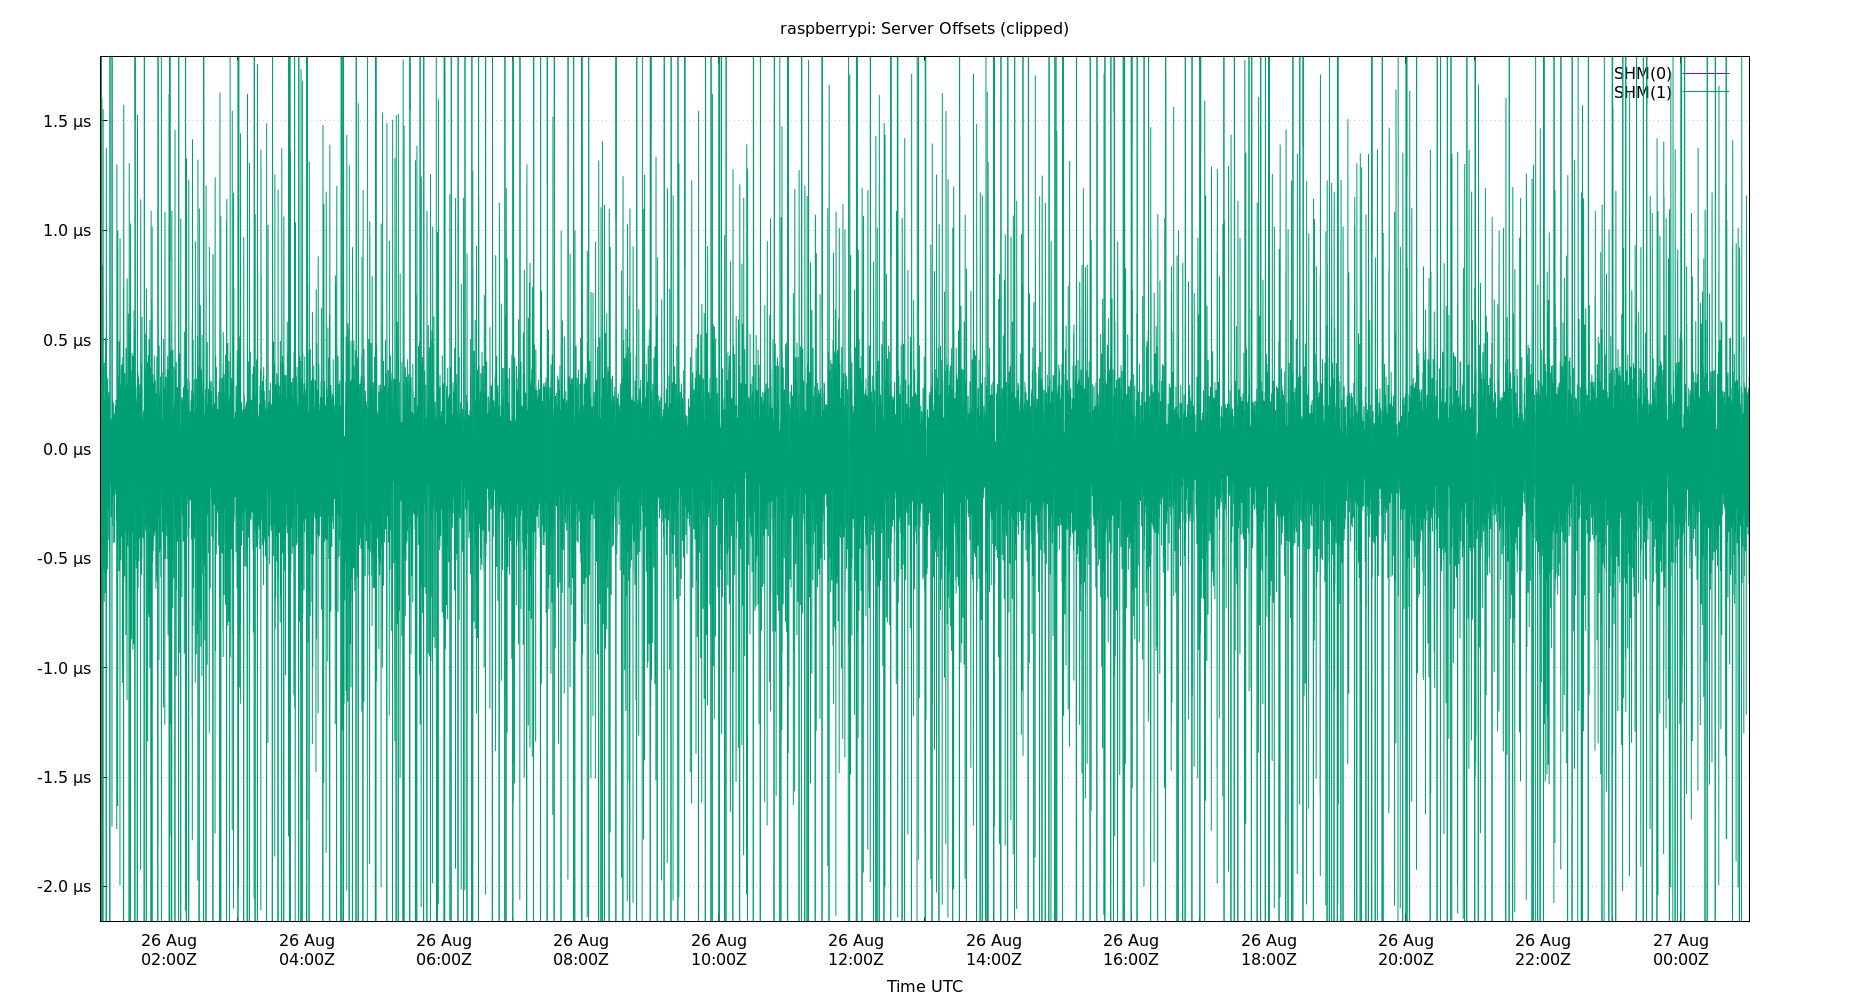 raspberrypi: Server Offsets (clipped)
SHM(0)
SHM(1)
1.5 µs
1.0 µs
0.5 µs
0.0 µs
-0.5 µs
-1.0 µs
-1.5 µs
-2.0 µs
26 Aug 26 Aug 26 Aug 26 Aug 26 Aug 26 Aug 26 Aug 26 Aug 26 Aug 26 Aug 26 Aug 27 Aug
02:00Z 04:00Z 06:00Z 08:00Z 10:00Z 12:00Z 14:00Z 16:00Z 18:00Z 20:00Z 22:00Z 00:00Z
Time UTC